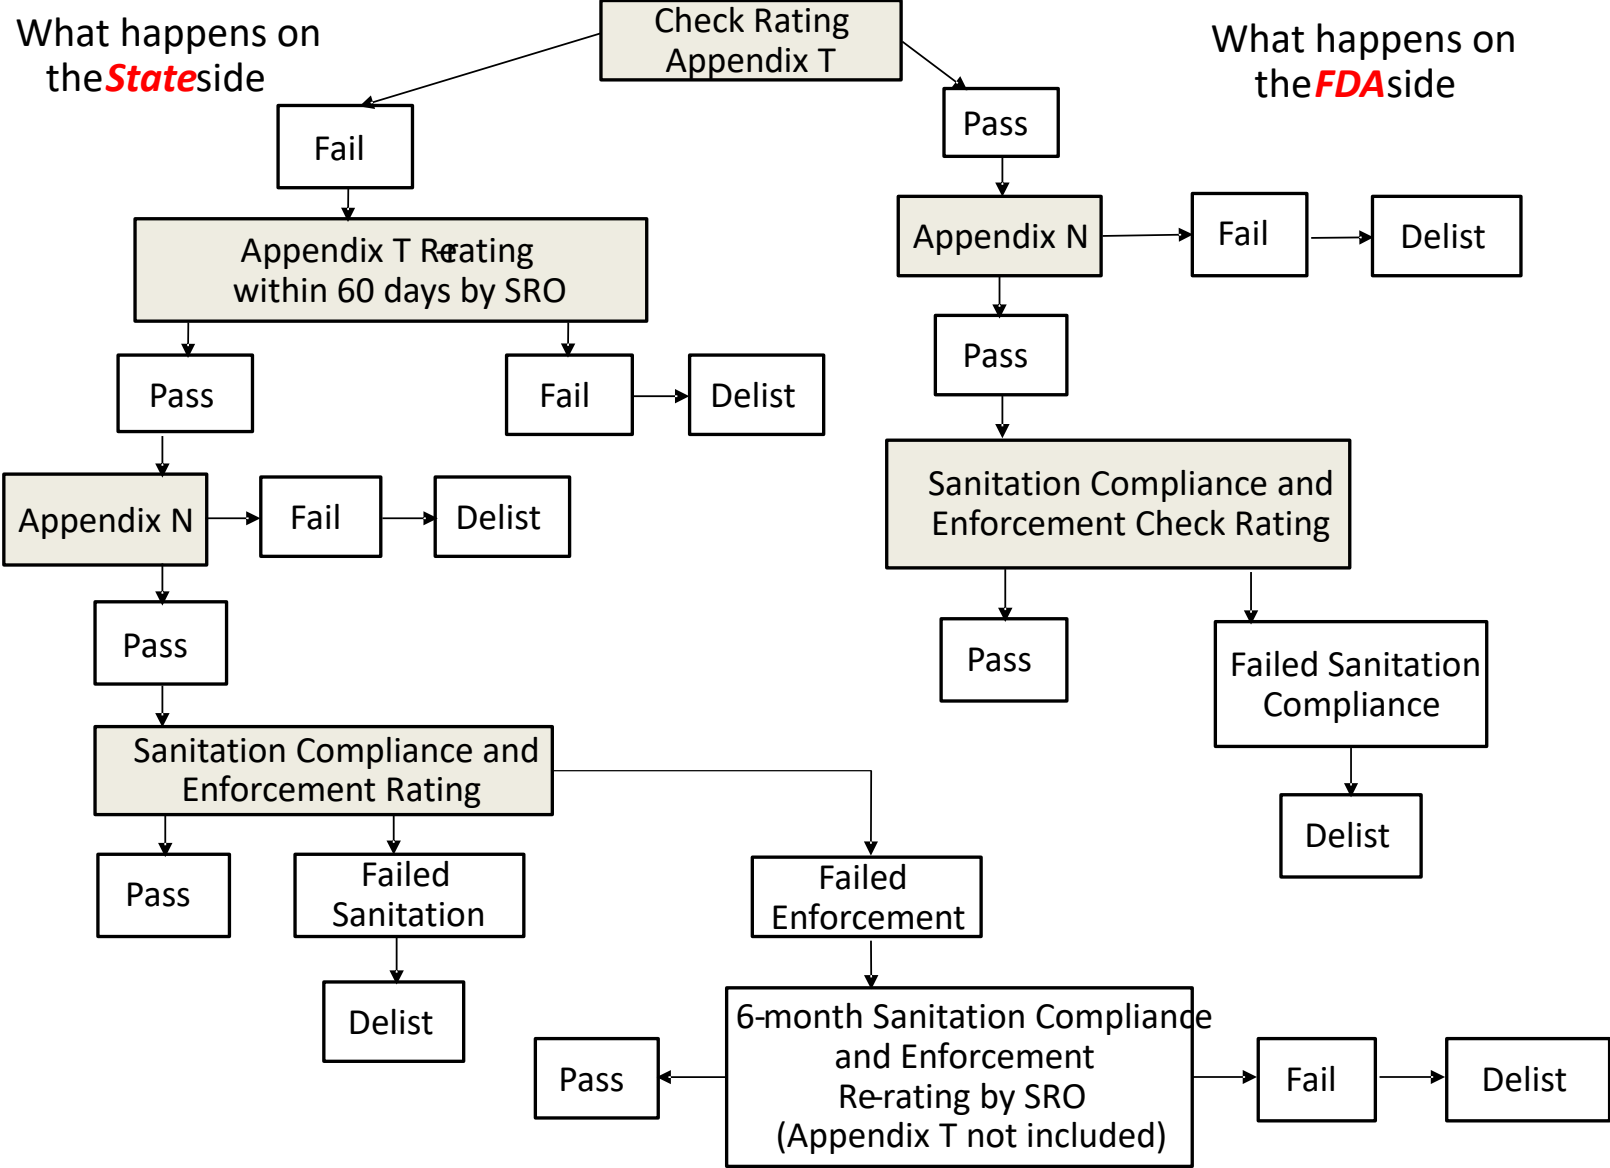 What happens on
the State side
Check Rating
Appendix T
What happens on
the FDA side
Fail
Pass
Appendix T Re-rating
within 60 days by SRO
Appendix N
Fail
Delist
Pass
Fail
Delist
Pass
Appendix N
Fail
Delist
Sanitation Compliance and
Enforcement Check Rating
Pass
Pass
Failed Sanitation
Compliance
Sanitation Compliance and
Enforcement Rating
Delist
Pass
Failed
Sanitation
Failed
Enforcement
Delist
6-month Sanitation Compliance
and Enforcement
Re-rating by SRO
(Appendix T not included)
Pass
Fail
Delist